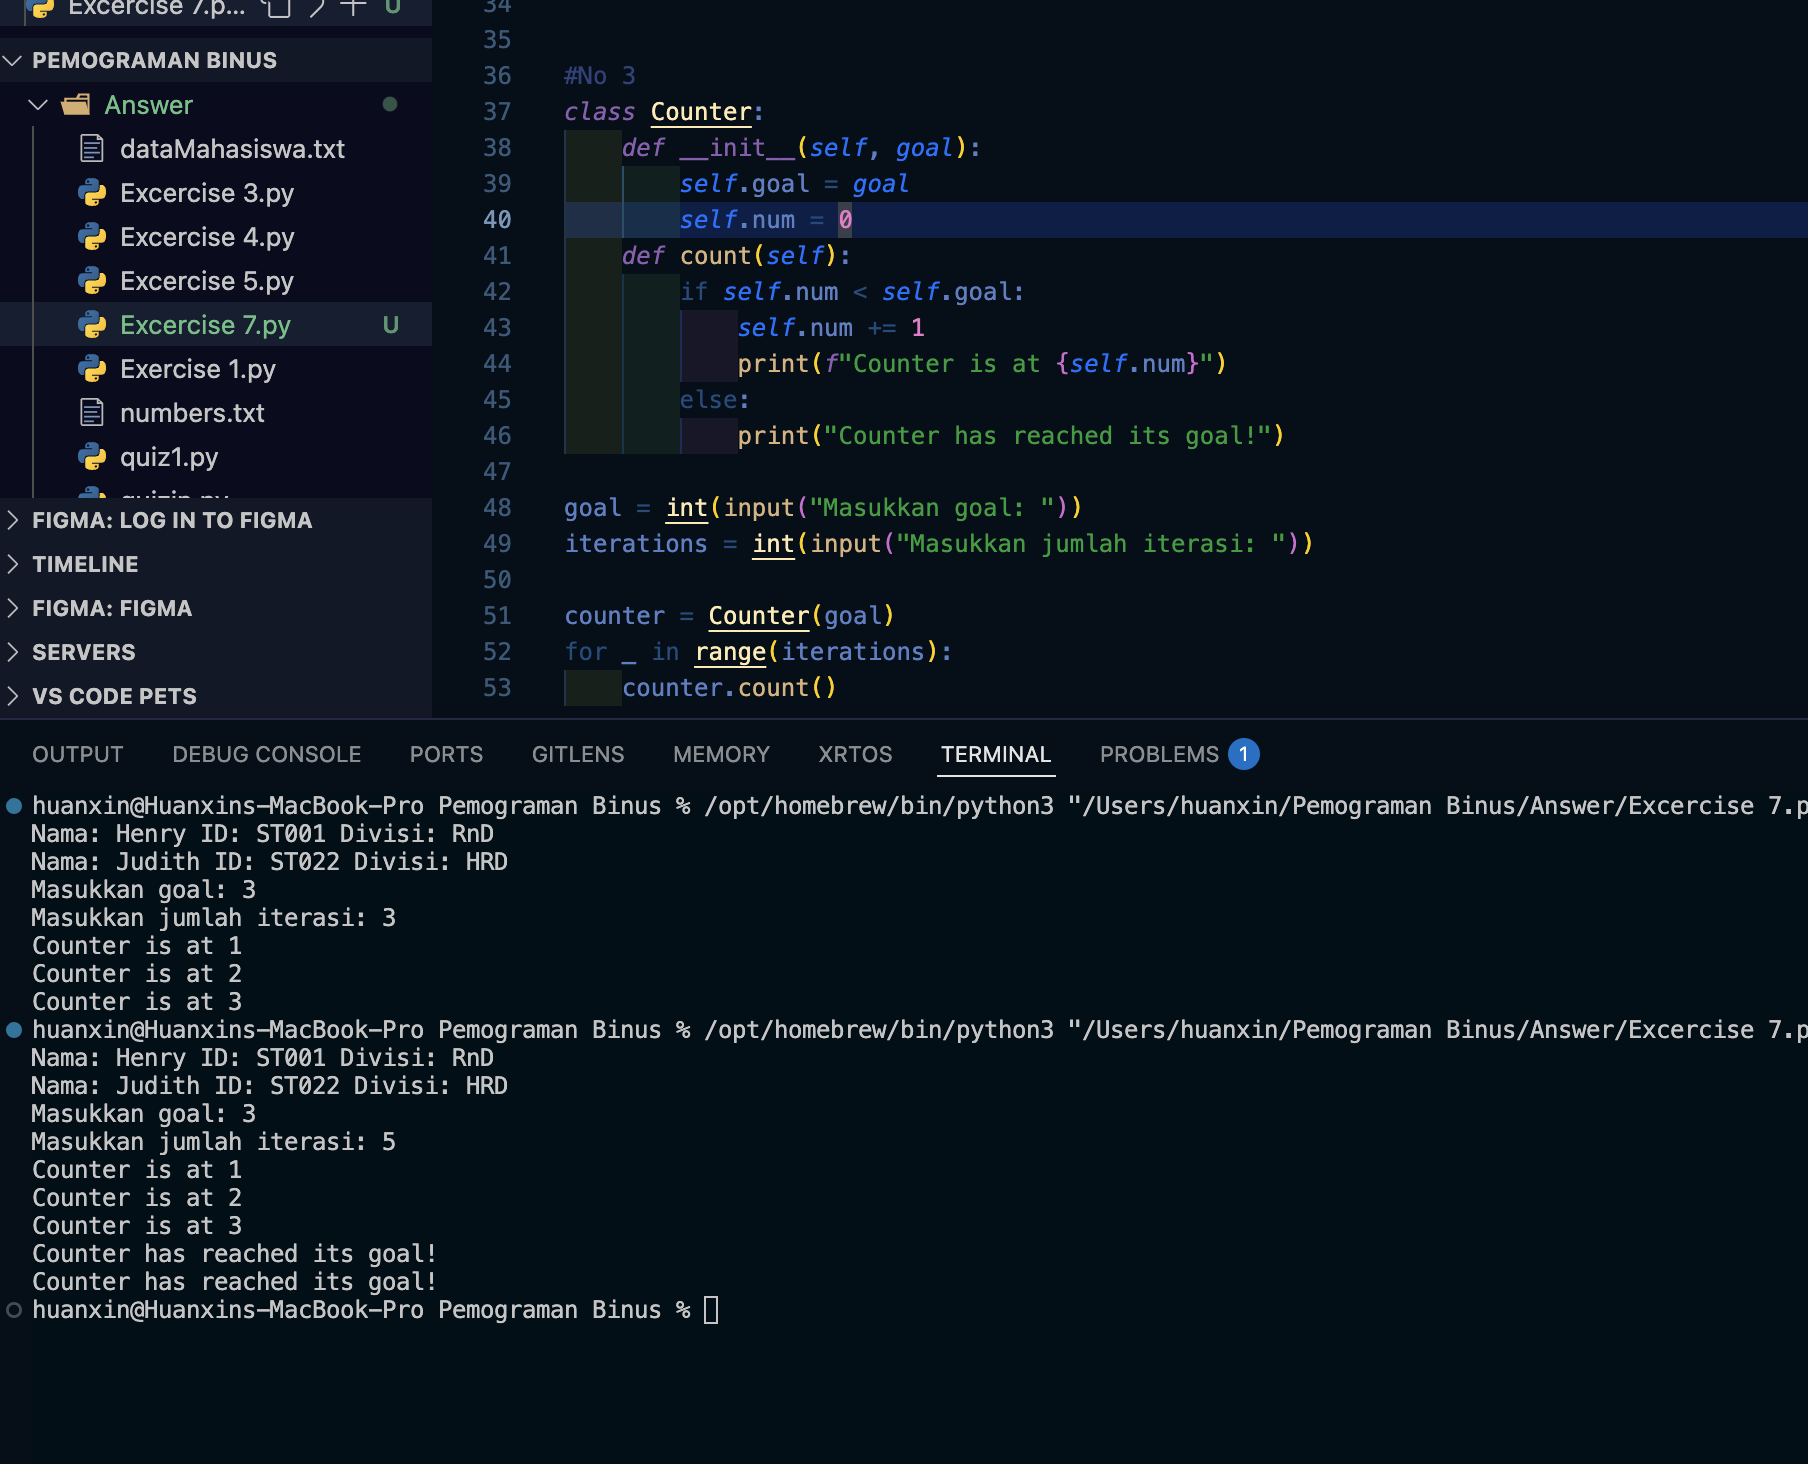 Excercise 7.p... U
PEMOGRAMAN BINUS
Answer
dataMahasiswa.txt
Excercise 3.py
Excercise 4.py
Excercise 5.py
Excercise 7.py U
Exercise 1.py
numbers.txt
quiz1.py
FIGMA: LOG IN TO FIGMA
TIMELINE
FIGMA: FIGMA
SERVERS
VS CODE PETS
34
35
36 #No 3
37 class Counter:
38     def __init__(self, goal):
39         self.goal = goal
40         self.num = 0
41     def count(self):
42         if self.num < self.goal:
43             self.num += 1
44             print(f"Counter is at {self.num}")
45         else:
46             print("Counter has reached its goal!")
47
48 goal = int(input("Masukkan goal: "))
49 iterations = int(input("Masukkan jumlah iterasi: "))
50
51 counter = Counter(goal)
52 for _ in range(iterations):
53     counter.count()
OUTPUT DEBUG CONSOLE PORTS GITLENS MEMORY XRTOS TERMINAL PROBLEMS 1
huanxin@Huanxins-MacBook-Pro Pemograman Binus % /opt/homebrew/bin/python3 "/Users/huanxin/Pemograman Binus/Answer/Excercise 7.p
Nama: Henry ID: ST001 Divisi: RnD
Nama: Judith ID: ST022 Divisi: HRD
Masukkan goal: 3
Masukkan jumlah iterasi: 3
Counter is at 1
Counter is at 2
Counter is at 3
huanxin@Huanxins-MacBook-Pro Pemograman Binus % /opt/homebrew/bin/python3 "/Users/huanxin/Pemograman Binus/Answer/Excercise 7.p
Nama: Henry ID: ST001 Divisi: RnD
Nama: Judith ID: ST022 Divisi: HRD
Masukkan goal: 3
Masukkan jumlah iterasi: 5
Counter is at 1
Counter is at 2
Counter is at 3
Counter has reached its goal!
Counter has reached its goal!
huanxin@Huanxins-MacBook-Pro Pemograman Binus %